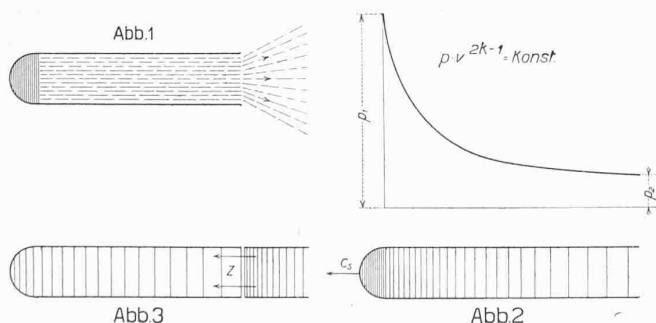 Abb.1
p·v^2k-1 = Konst.
p₁
p₂
Z
Cₛ
Abb.3
Abb.2